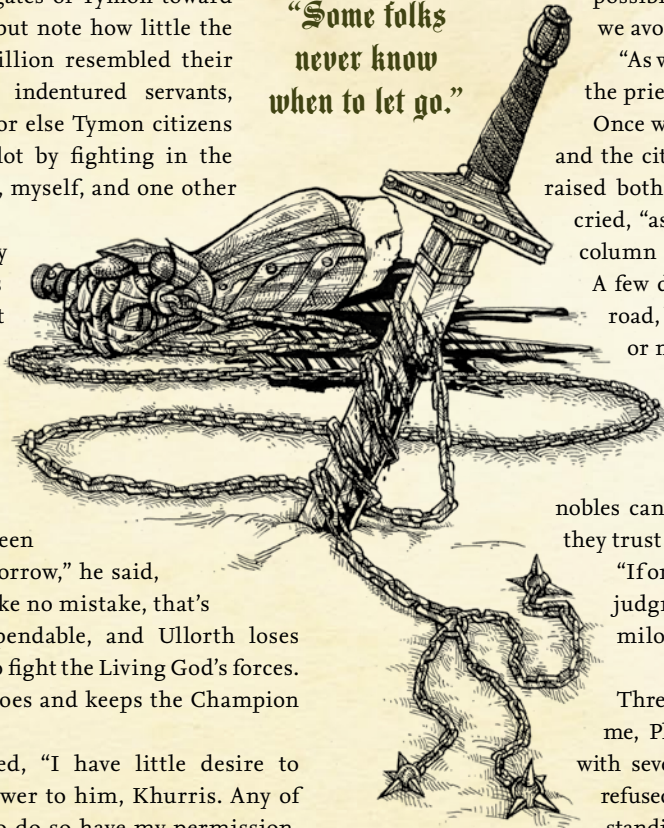 gates of Tymon toward
but note how little the
illion resembled their
indentured servants,
or else Tymon citizens
lot by fighting in the
, myself, and one other
y
s
t
een
orrow,” he said,
ke no mistake, that’s
pendable, and Ullorth loses
o fight the Living God’s forces.
oes and keeps the Champion
ed, “I have little desire to
wer to him, Khurris. Any of
o do so have my permission
“Some folks
never know
when to let go.”
possibl
we avo
“As w
the prie
Once w
and the cit
raised both
cried, “as
column
A few d
road,
or n
nobles can
they trust
“If or
judgr
milo
Thre
me, Pl
with seve
refused
standi